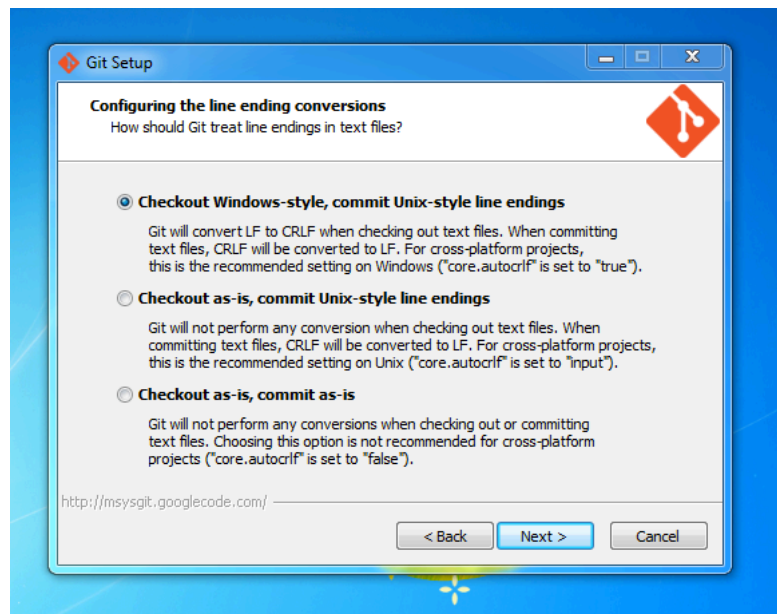 Git Setup
Configuring the line ending conversions
How should Git treat line endings in text files?
Checkout Windows-style, commit Unix-style line endings
Git will convert LF to CRLF when checking out text files. When committing
text files, CRLF will be converted to LF. For cross-platform projects,
this is the recommended setting on Windows ("core.autocrlf" is set to "true").
Checkout as-is, commit Unix-style line endings
Git will not perform any conversion when checking out text files. When
committing text files, CRLF will be converted to LF. For cross-platform projects,
this is the recommended setting on Unix ("core.autocrlf" is set to "input").
Checkout as-is, commit as-is
Git will not perform any conversions when checking out or committing
text files. Choosing this option is not recommended for cross-platform
projects ("core.autocrlf" is set to "false").
http://msysgit.googlecode.com/
< Back Next > Cancel